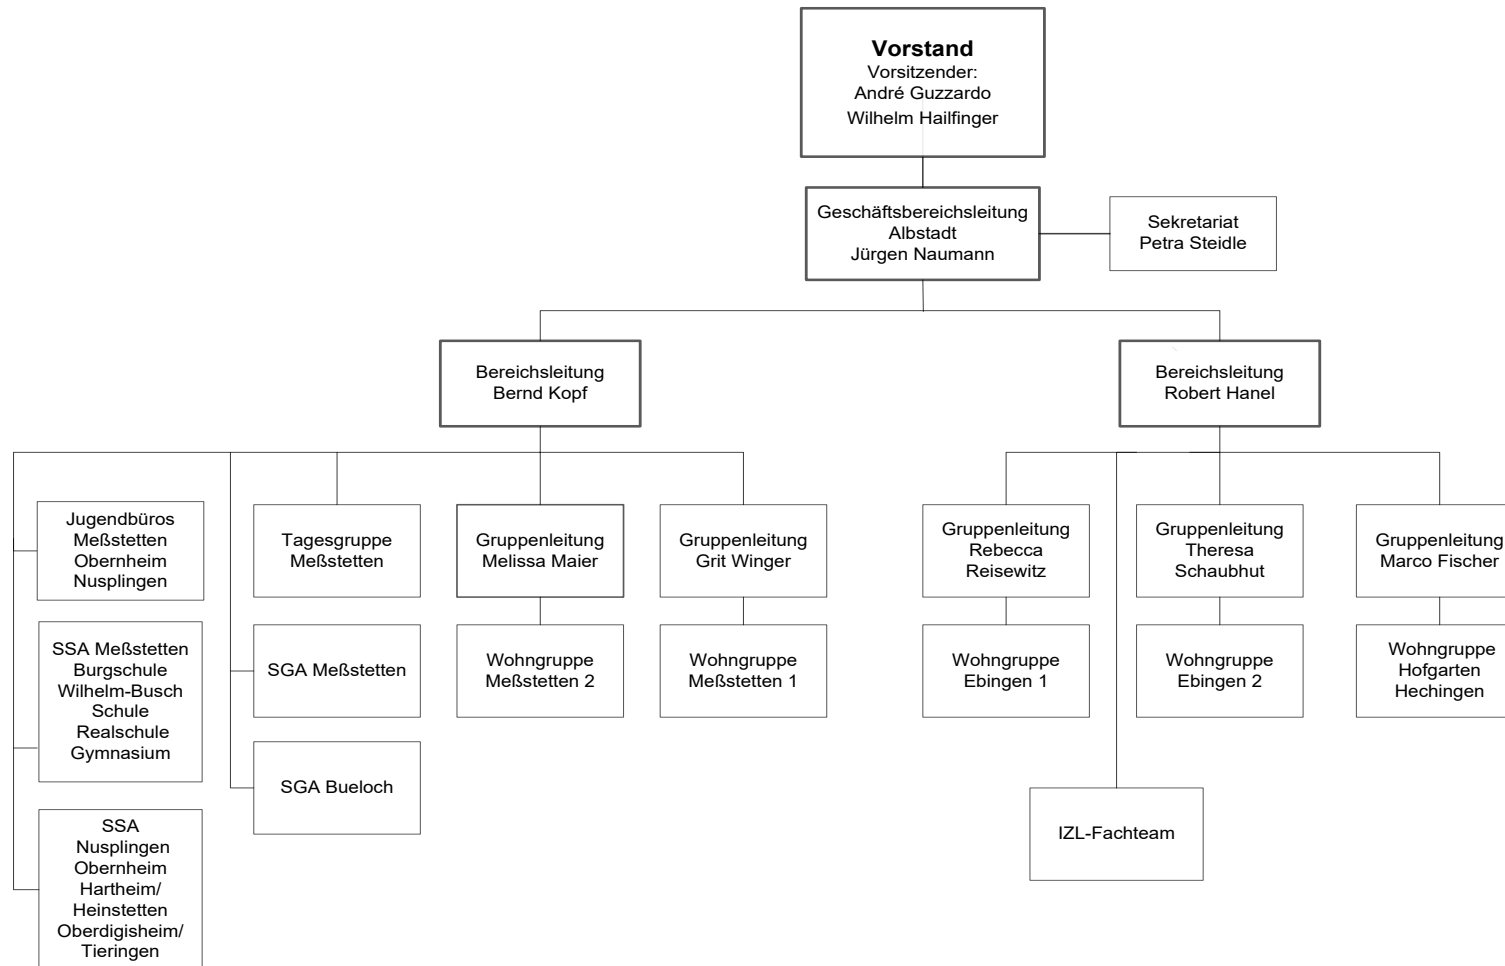 Vorstand
Vorsitzender:
André Guzzardo
Wilhelm Hailfinger
Geschäftsbereichsleitung
Albstadt
Jürgen Naumann
Sekretariat
Petra Steidle
Bereichsleitung
Bernd Kopf
Bereichsleitung
Robert Hanel
Jugendbüros
Meßstetten
Obernheim
Nusplingen
Tagesgruppe
Meßstetten
Gruppenleitung
Melissa Maier
Gruppenleitung
Grit Winger
Gruppenleitung
Rebecca
Reisewitz
Gruppenleitung
Theresa
Schaubhut
Gruppenleitung
Marco Fischer
SSA Meßstetten
Burgschule
Wilhelm-Busch
Schule
Realschule
Gymnasium
SGA Meßstetten
Wohngruppe
Meßstetten 2
Wohngruppe
Meßstetten 1
Wohngruppe
Ebingen 1
Wohngruppe
Ebingen 2
Wohngruppe
Hofgarten
Hechingen
SGA Bueloch
IZL-Fachteam
SSA
Nusplingen
Obernheim
Hartheim/
Heinstetten
Oberdigisheim/
Tieringen